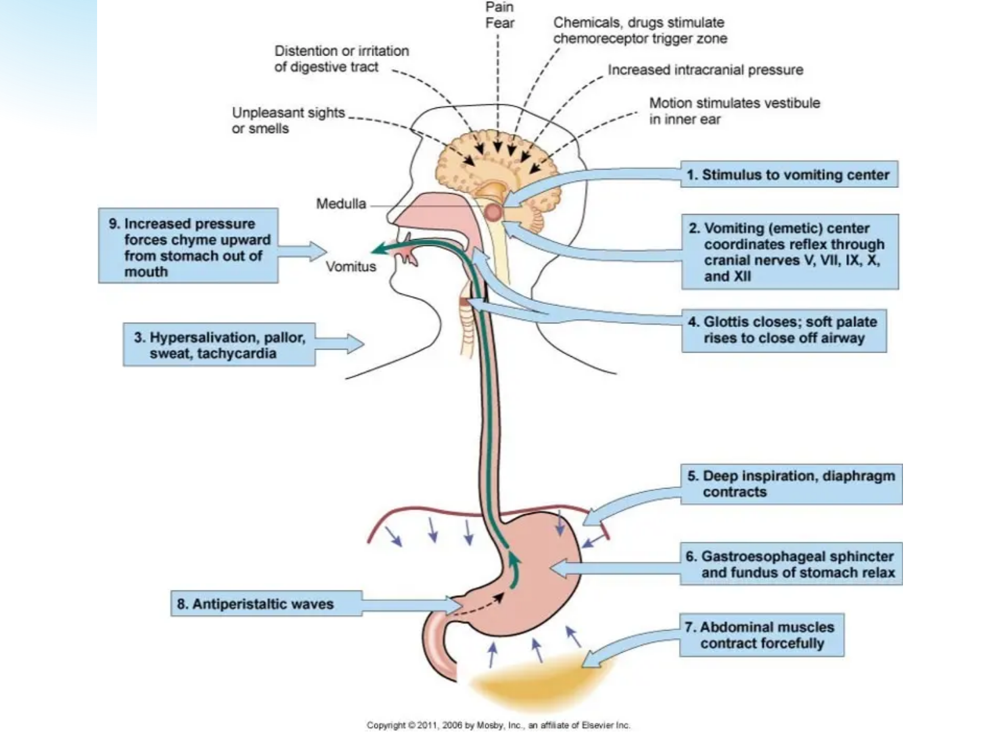 Pain
Fear
Chemicals, drugs stimulate
chemoreceptor trigger zone
Distention or irritation
of digestive tract
Increased intracranial pressure
Motion stimulates vestibule
in inner ear
Unpleasant sights
or smells
1. Stimulus to vomiting center
Medulla
2. Vomiting (emetic) center
coordinates reflex through
cranial nerves V, VII, IX, X,
and XII
9. Increased pressure
forces chyme upward
from stomach out of
mouth
Vomitus
4. Glottis closes; soft palate
rises to close off airway
3. Hypersalivation, pallor,
sweat, tachycardia
5. Deep inspiration, diaphragm
contracts
6. Gastroesophageal sphincter
and fundus of stomach relax
8. Antiperistaltic waves
7. Abdominal muscles
contract forcefully
Copyright © 2011, 2006 by Mosby, Inc., an affiliate of Elsevier Inc.